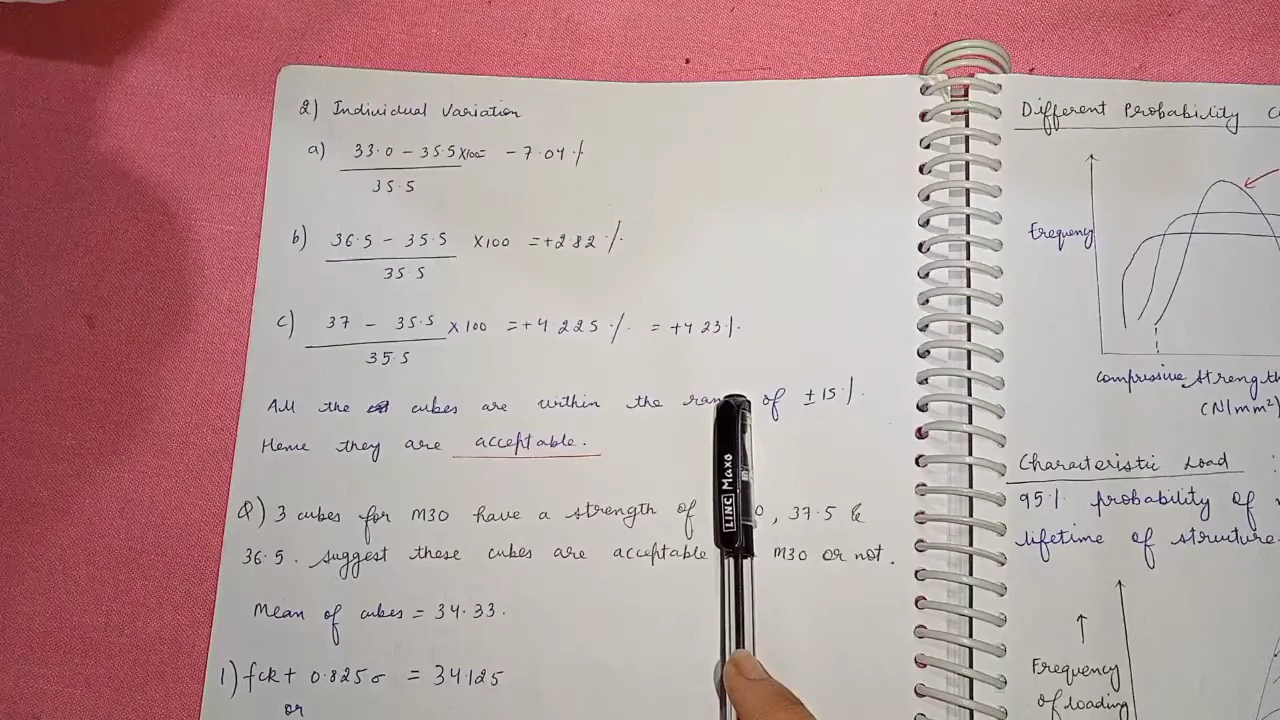 2) Individual Variation
a) 33.0 - 35.5 x100= -7.04%
35.5
b) 36.5 - 35.5 x100 =+2.82%.
35.5
c) 37 - 35.5 x100 =+4.225%. = +4.23%.
35.5
All the cubes are within the of ±15%.
Hence they are acceptable.
Q) 3 cubes for M30 have a strength of , 37.5 &
36.5. suggest these cubes are acceptable M30 or not.
Mean of cubes = 34.33.
1) fck + 0.825σ = 34.125
or
LINC Maxo
Different Probability
Frequency
compressive strength
(N/mm²)
Characteristic Load :
95% probability of
lifetime of structure.
↑
Frequency
of loading